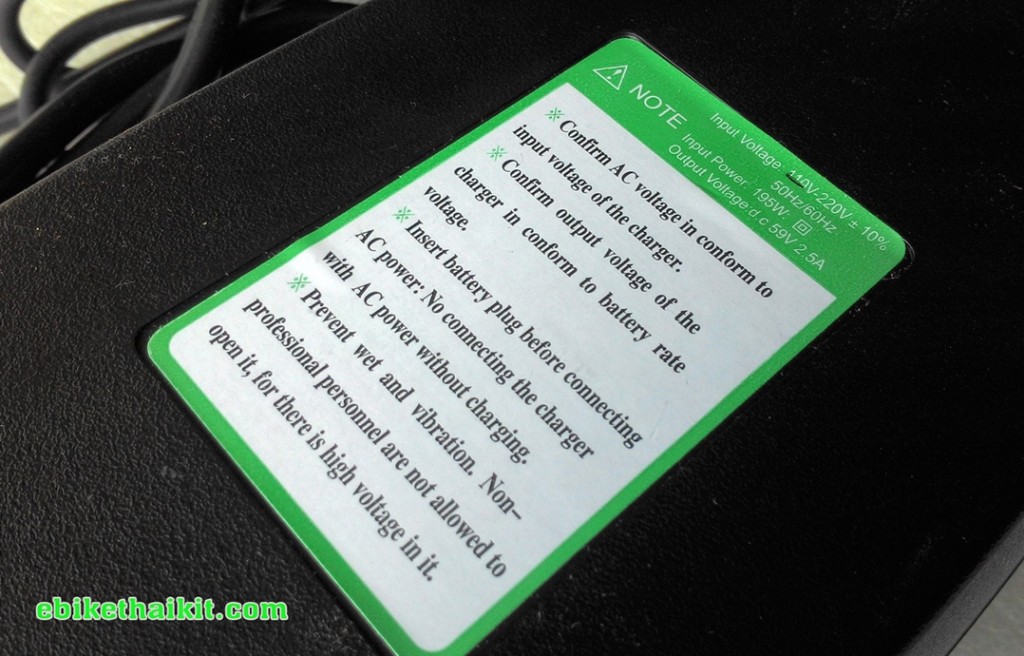 NOTE
Input Voltage: 110V-220V ± 10%
50Hz/60Hz
Input Power: 195W:
Output Voltage:d c 59V 2.5A
※ Confirm AC voltage in conform to
input voltage of the charger.
※ Confirm output voltage of the
charger in conform to battery rate
voltage.
※ Insert battery plug before connecting
AC power: No connecting the charger
with AC power without charging.
※ Prevent wet and vibration. Non-
professional personnel are not allowed to
open it, for there is high voltage in it.
ebikethaikit.com